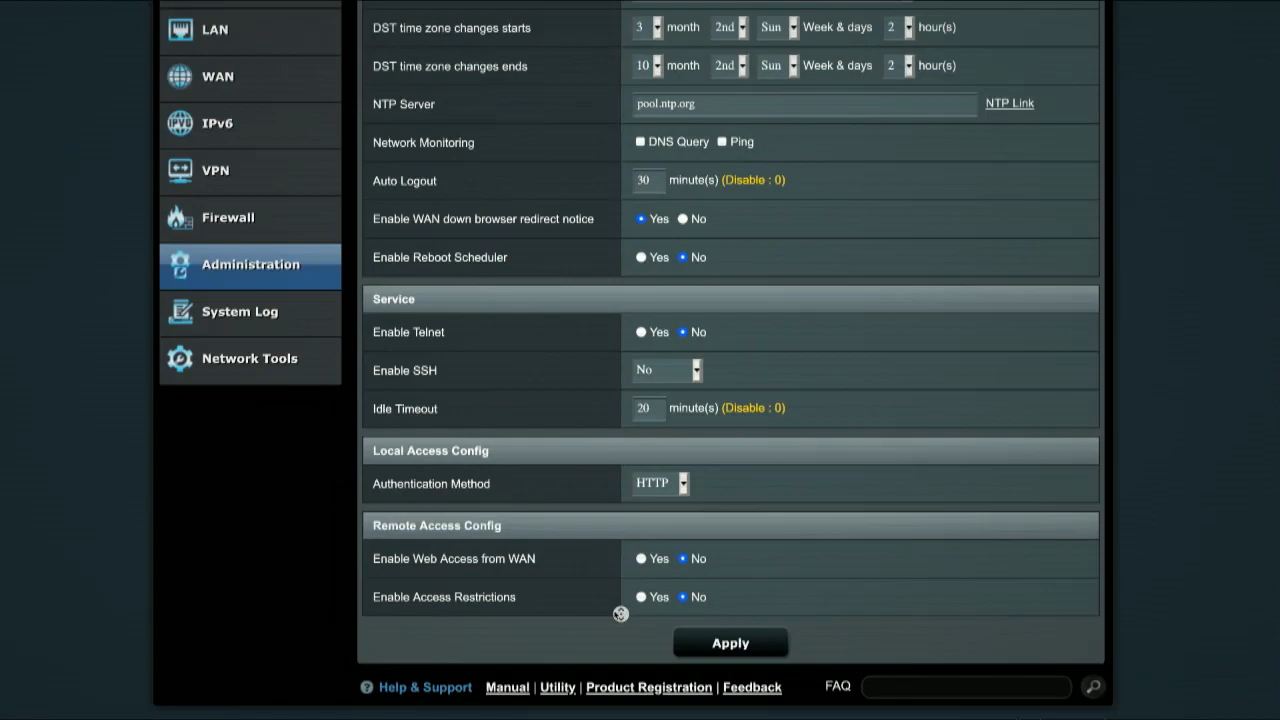 LAN
WAN
IPv6
VPN
Firewall
Administration
System Log
Network Tools
DST time zone changes starts 3 month 2nd Sun Week & days 2 hour(s)
DST time zone changes ends 10 month 2nd Sun Week & days 2 hour(s)
NTP Server pool.ntp.org NTP Link
Network Monitoring DNS Query Ping
Auto Logout 30 minute(s) (Disable : 0)
Enable WAN down browser redirect notice Yes No
Enable Reboot Scheduler Yes No
Service
Enable Telnet Yes No
Enable SSH No
Idle Timeout 20 minute(s) (Disable : 0)
Local Access Config
Authentication Method HTTP
Remote Access Config
Enable Web Access from WAN Yes No
Enable Access Restrictions Yes No
Apply
Help & Support Manual | Utility | Product Registration | Feedback FAQ